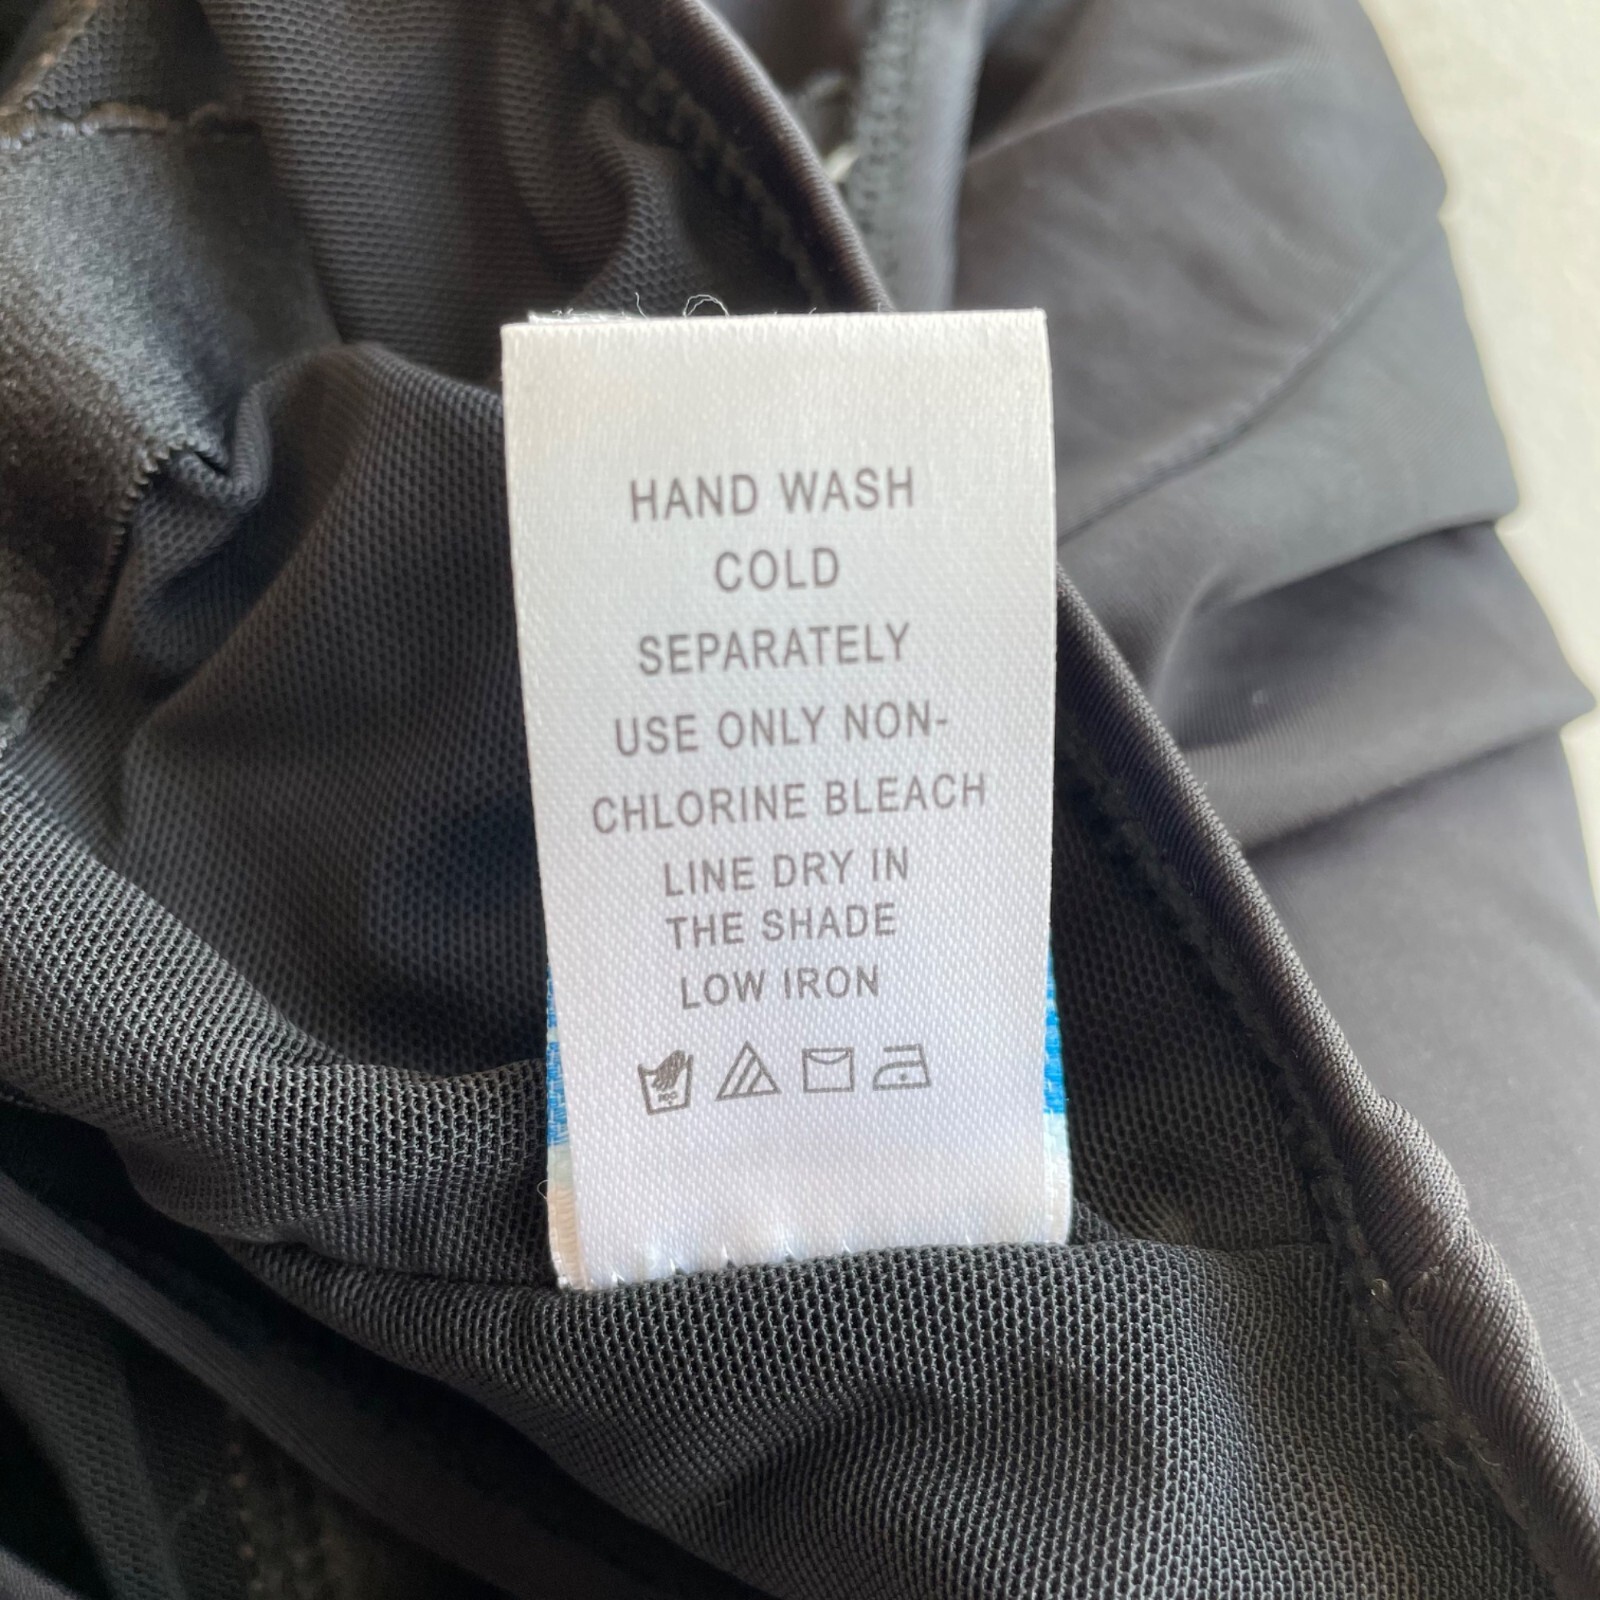 HAND WASH
COLD
SEPARATELY
USE ONLY NON-
CHLORINE BLEACH
LINE DRY IN
THE SHADE
LOW IRON